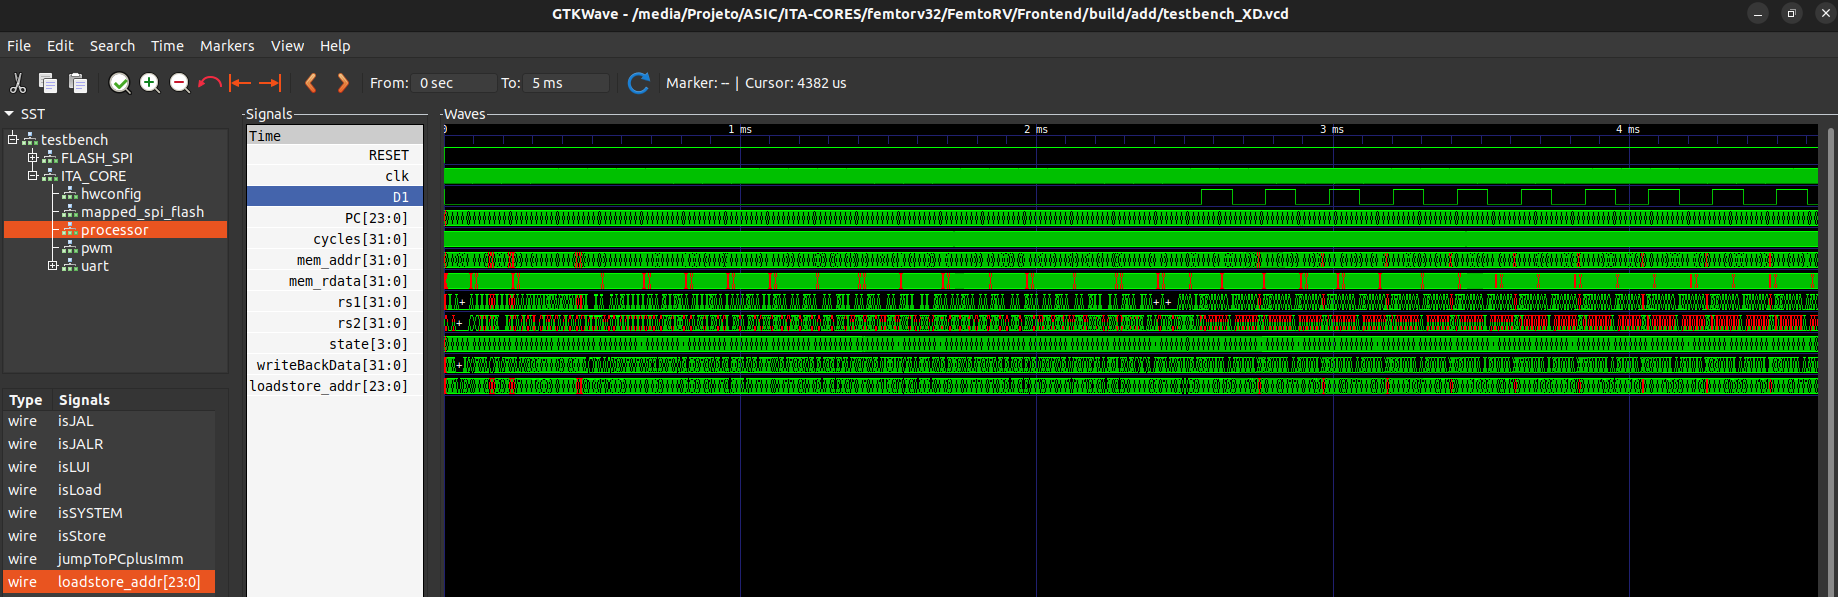 GTKWave - /media/Projeto/ASIC/ITA-CORES/femtorv32/FemtoRV/Frontend/build/add/testbench_XD.vcd
File Edit Search Time Markers View Help
From: 0 sec To: 5 ms Marker: -- | Cursor: 4382 us
SST
testbench
FLASH_SPI
ITA_CORE
hwconfig
mapped_spi_flash
processor
pwm
uart
Type Signals
wire isJAL
wire isJALR
wire isLUI
wire isLoad
wire isSYSTEM
wire isStore
wire jumpToPCplusImm
wire loadstore_addr[23:0]
Signals
Time
RESET
clk
D1
PC[23:0]
cycles[31:0]
mem_addr[31:0]
mem_rdata[31:0]
rs1[31:0]
rs2[31:0]
state[3:0]
writeBackData[31:0]
loadstore_addr[23:0]
Waves
0 1 ms 2 ms 3 ms 4 ms
+ + +
+
+